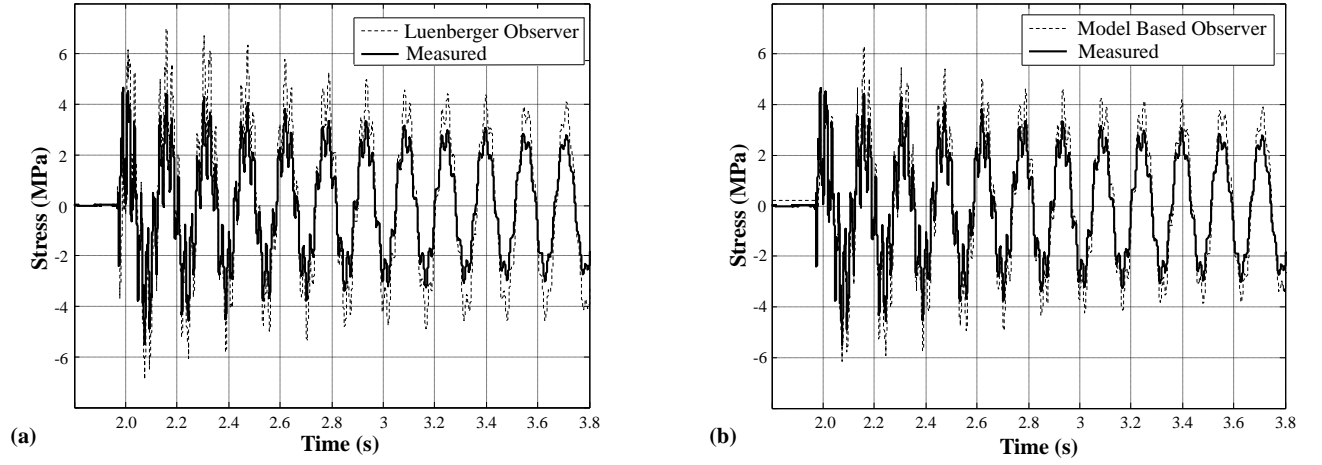 Luenberger Observer
Measured
Stress (MPa)
6
4
2
0
-2
-4
-6
2.0 2.2 2.4 2.6 2.8 3 3.2 3.4 3.6 3.8
Time (s)
(a)
Model Based Observer
Measured
Stress (MPa)
6
4
2
0
-2
-4
-6
2.0 2.2 2.4 2.6 2.8 3 3.2 3.4 3.6 3.8
Time (s)
(b)